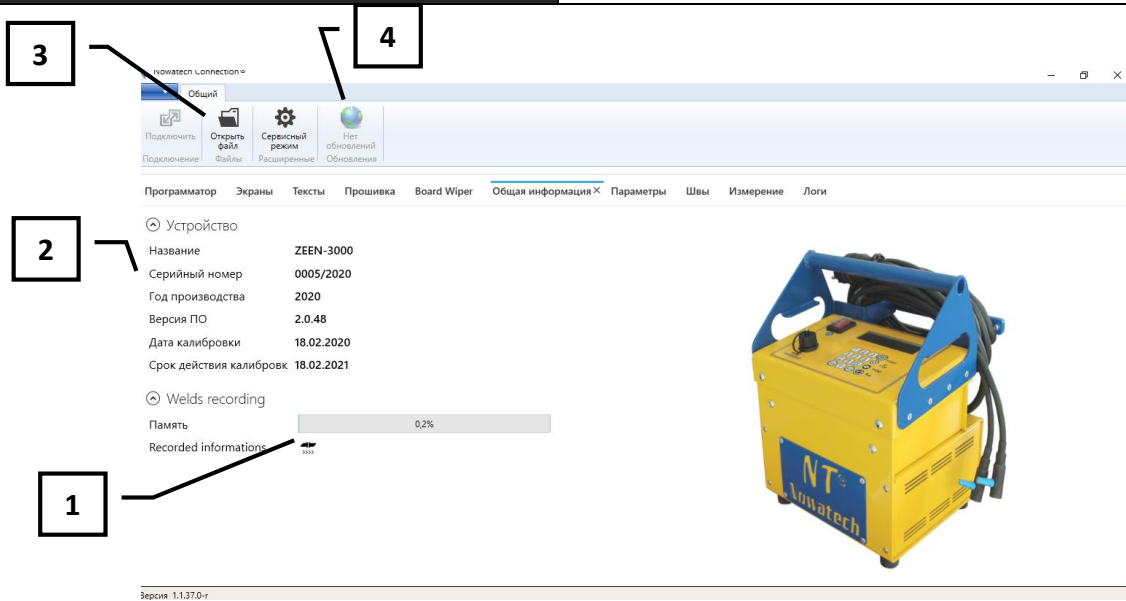 3
4
Nowatech Connection®
Общий
Подключить
Открыть файл
Сервисный режим
Нет обновлений
Подключение
Файлы
Расширенные
Обновления
Программатор Экраны Тексты Прошивка Board Wiper Общая информация× Параметры Швы Измерение Логи
Устройство
2
Название ZEEN-3000
Серийный номер 0005/2020
Год производства 2020
Версия ПО 2.0.48
Дата калибровки 18.02.2020
Срок действия калибровк 18.02.2021
Welds recording
Память 0,2%
Recorded informations
1
NT®
Nowatech
Версия 1.1.37.0-r